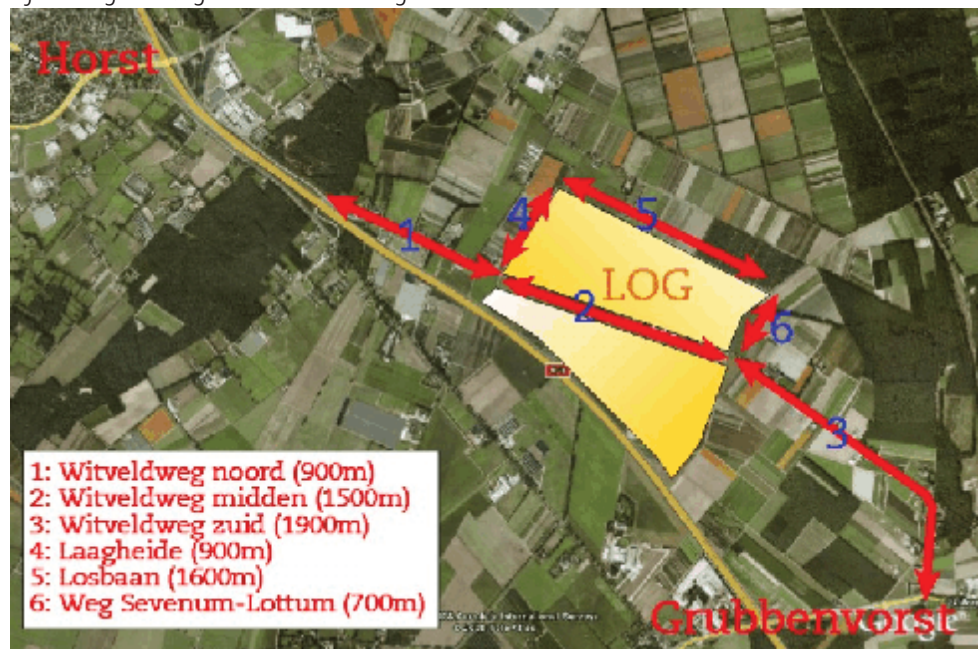 Horst
4
5
1
LOG
2
6
3
1: Witveldweg noord (900m)
2: Witveldweg midden (1500m)
3: Witveldweg zuid (1900m)
4: Laagheide (900m)
5: Losbaan (1600m)
6: Weg Sevenum-Lottum (700m)
Grubbenvorst